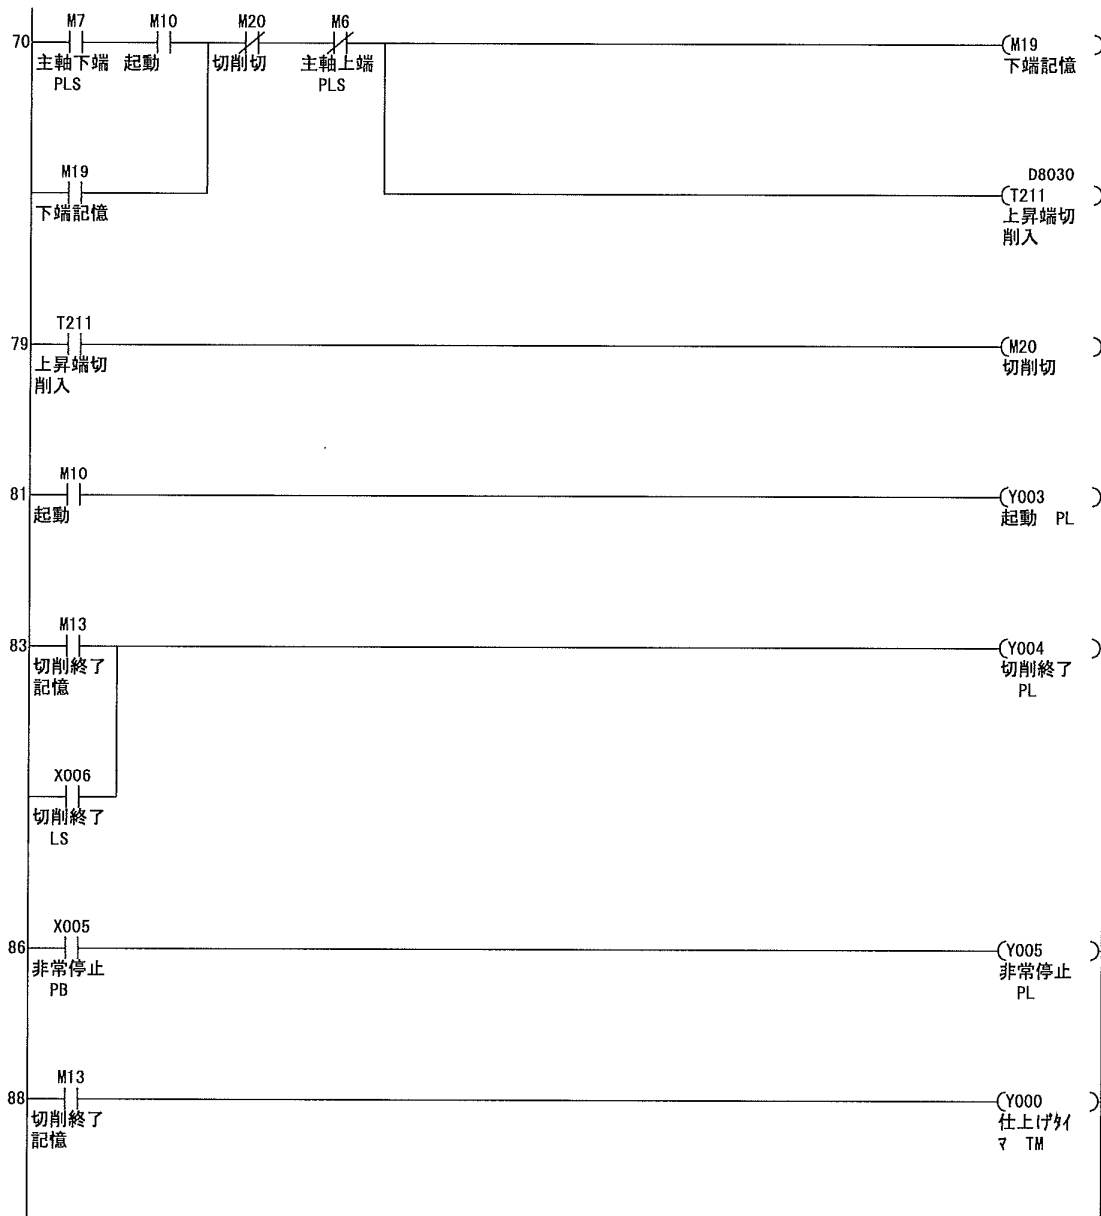 M7 M10 M20 M6
70 (M19 )
主軸下端 起動 切削切 主軸上端 下端記憶
PLS PLS
M19 D8030
(T211 )
下端記憶 上昇端切
削入
T211
79 (M20 )
上昇端切 切削切
削入
M10
81 (Y003 )
起動 起動 PL
M13
83 (Y004 )
切削終了 切削終了
記憶 PL
X006
切削終了
LS
X005
86 (Y005 )
非常停止 非常停止
PB PL
M13
88 (Y000 )
切削終了 仕上げﾀｲ
記憶 ﾏ TM